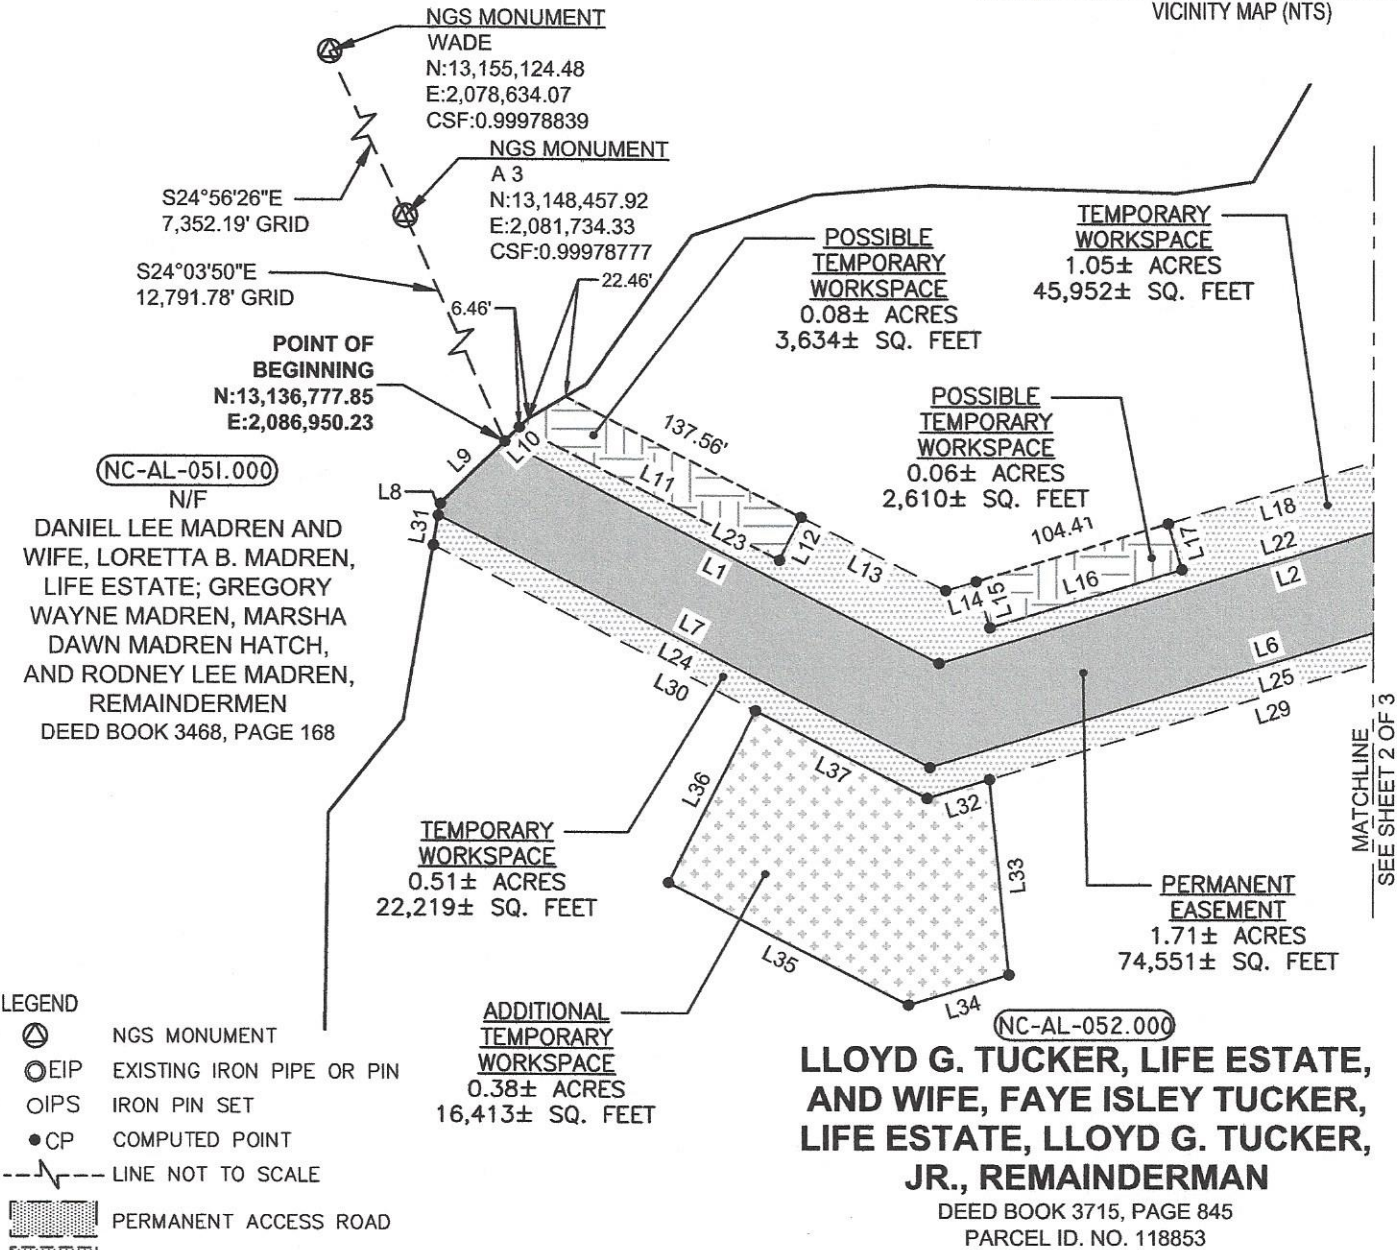 VICINITY MAP (NTS)
NGS MONUMENT
WADE
N:13,155,124.48
E:2,078,634.07
CSF:0.99978839
NGS MONUMENT
A 3
N:13,148,457.92
E:2,081,734.33
CSF:0.99978777
S24°56'26"E
7,352.19' GRID
S24°03'50"E
12,791.78' GRID
6.46'
22.46'
POINT OF
BEGINNING
N:13,136,777.85
E:2,086,950.23
POSSIBLE
TEMPORARY
WORKSPACE
0.08± ACRES
3,634± SQ. FEET
TEMPORARY
WORKSPACE
1.05± ACRES
45,952± SQ. FEET
POSSIBLE
TEMPORARY
WORKSPACE
0.06± ACRES
2,610± SQ. FEET
137.56'
104.41
L9
L10
L8
L31
L11
L23
L12
L1
L13
L14
L15
L16
L17
L18
L22
L2
L7
L24
L30
L6
L25
L29
L37
L36
L32
L33
L35
L34
NC-AL-051.000
N/F
DANIEL LEE MADREN AND
WIFE, LORETTA B. MADREN,
LIFE ESTATE; GREGORY
WAYNE MADREN, MARSHA
DAWN MADREN HATCH,
AND RODNEY LEE MADREN,
REMAINDERMEN
DEED BOOK 3468, PAGE 168
MATCHLINE
SEE SHEET 2 OF 3
TEMPORARY
WORKSPACE
0.51± ACRES
22,219± SQ. FEET
PERMANENT
EASEMENT
1.71± ACRES
74,551± SQ. FEET
ADDITIONAL
TEMPORARY
WORKSPACE
0.38± ACRES
16,413± SQ. FEET
NC-AL-052.000
LLOYD G. TUCKER, LIFE ESTATE,
AND WIFE, FAYE ISLEY TUCKER,
LIFE ESTATE, LLOYD G. TUCKER,
JR., REMAINDERMAN
DEED BOOK 3715, PAGE 845
PARCEL ID. NO. 118853
LEGEND
NGS MONUMENT
EIP EXISTING IRON PIPE OR PIN
IPS IRON PIN SET
CP COMPUTED POINT
LINE NOT TO SCALE
PERMANENT ACCESS ROAD